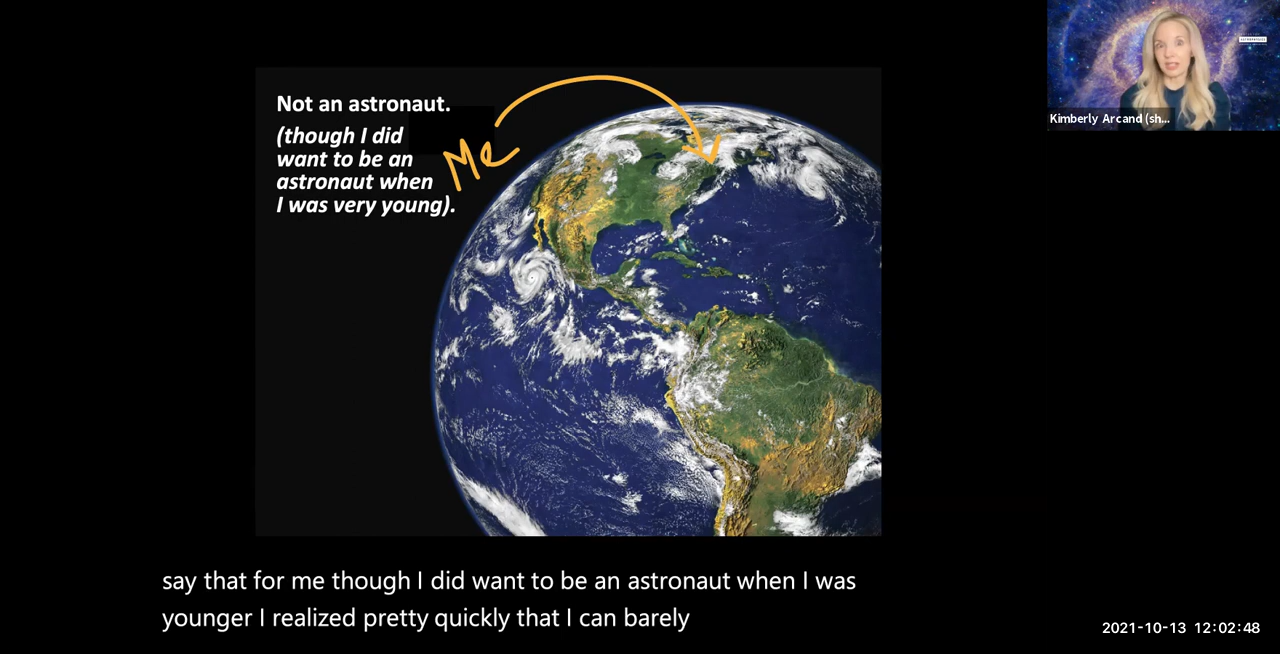 Not an astronaut.
(though I did
want to be an
astronaut when
I was very young).
Me
Kimberly Arcand (sh...
say that for me though I did want to be an astronaut when I was
younger I realized pretty quickly that I can barely
2021-10-13 12:02:48